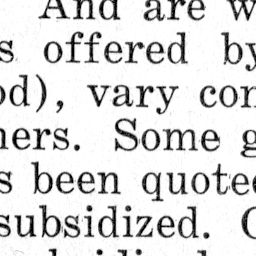 And are w
s offered by
od), vary con
ners. Some g
s been quote
subsidized.